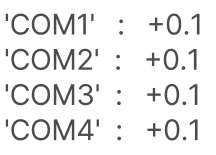 'COM1'  :   +0.1
'COM2'  :   +0.1
'COM3'  :   +0.1
'COM4'  :   +0.1